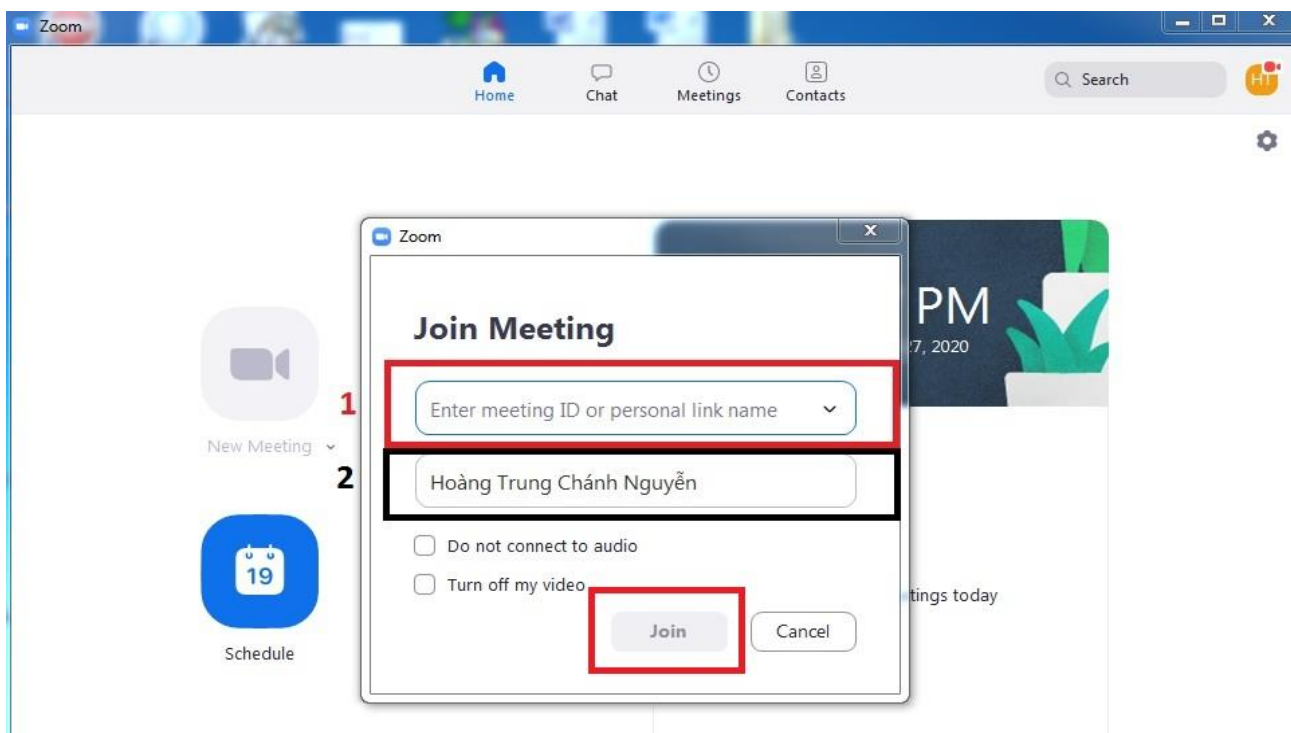 Zoom
Home
Chat
Meetings
Contacts
Search
HT
Zoom
Join Meeting
PM
7, 2020
1
Enter meeting ID or personal link name
New Meeting
2
Hoàng Trung Chánh Nguyễn
Do not connect to audio
19
Turn off my video
tings today
Join
Cancel
Schedule